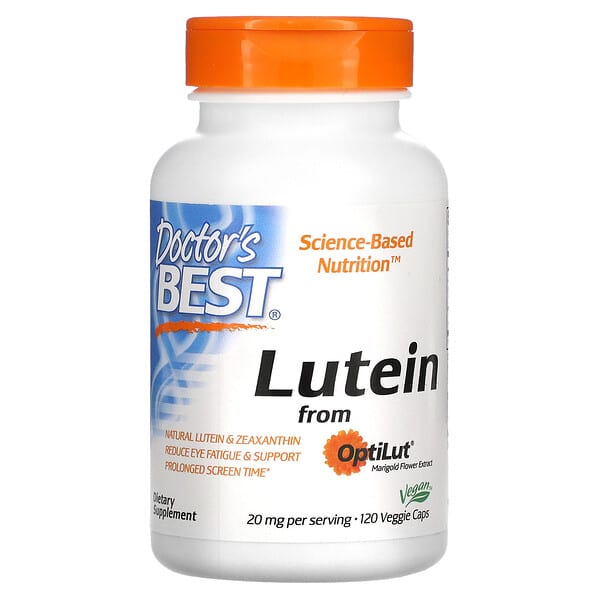 Doctor's
BEST®
Science-Based
Nutrition™
Lutein
from
OptiLut®
Marigold Flower Extract
NATURAL LUTEIN & ZEAXANTHIN
REDUCE EYE FATIGUE & SUPPORT
PROLONGED SCREEN TIME*
Vegan
Dietary
Supplement
20 mg per serving • 120 Veggie Caps